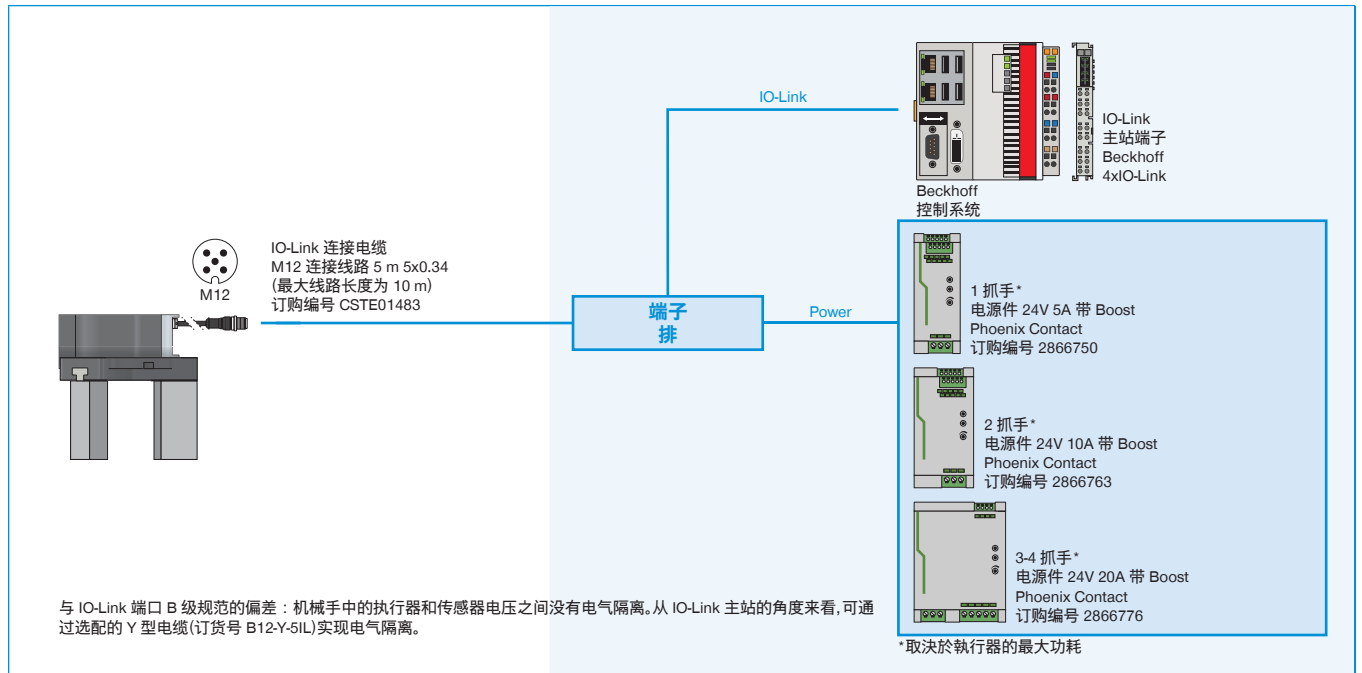 IO-Link
IO-Link
主站端子
Beckhoff
4xIO-Link
Beckhoff
控制系统
M12
IO-Link 连接电缆
M12 连接线路 5 m 5x0.34
(最大线路长度为 10 m)
订购编号 CSTE01483
端子
排
Power
1 抓手*
电源件 24V 5A 带 Boost
Phoenix Contact
订购编号 2866750
2 抓手*
电源件 24V 10A 带 Boost
Phoenix Contact
订购编号 2866763
3-4 抓手*
电源件 24V 20A 带 Boost
Phoenix Contact
订购编号 2866776
与 IO-Link 端口 B 级规范的偏差：机械手中的执行器和传感器电压之间没有电气隔离。从 IO-Link 主站的角度来看,可通
过选配的 Y 型电缆(订货号 B12-Y-5IL)实现电气隔离。
*取決於執行器的最大功耗